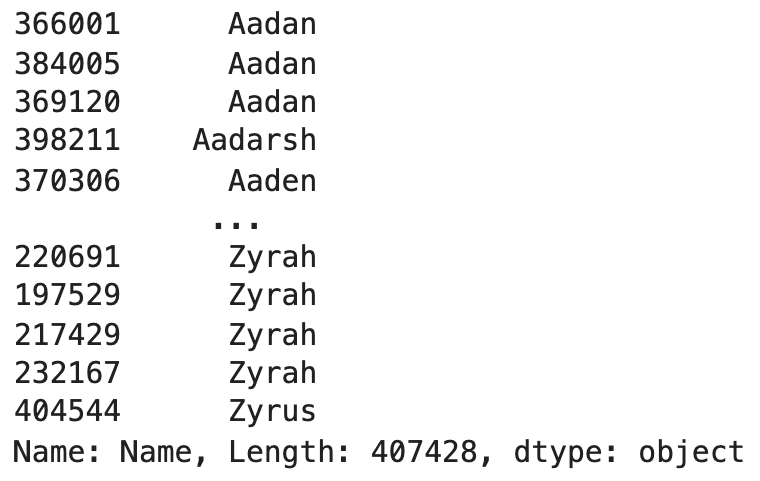 366001      Aadan
384005      Aadan
369120      Aadan
398211    Aadarsh
370306      Aaden
           ...
220691      Zyrah
197529      Zyrah
217429      Zyrah
232167      Zyrah
404544      Zyrus
Name: Name, Length: 407428, dtype: object